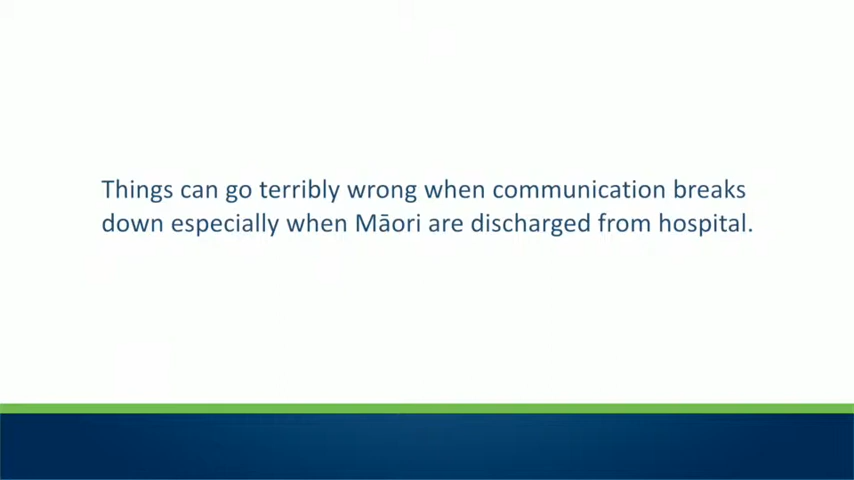 Things can go terribly wrong when communication breaks
down especially when Māori are discharged from hospital.